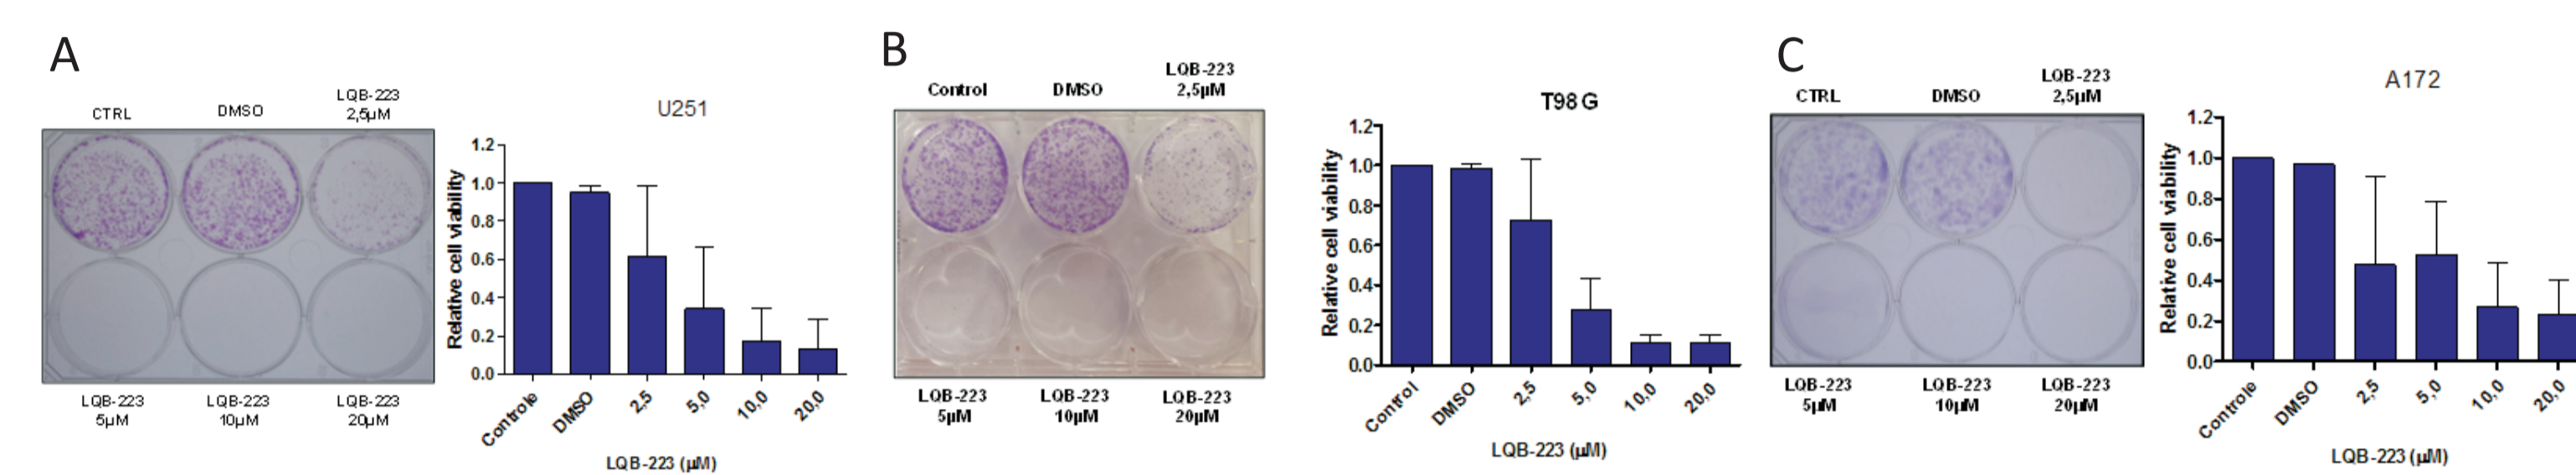 A
CTRL
DMSO
LQB-223
2,5µM
LQB-223
5µM
LQB-223
10µM
LQB-223
20µM
U251
Relative cell viability
1.2
1.0
0.8
0.6
0.4
0.2
0.0
Controle
DMSO
2,5
5,0
10,0
20,0
LQB-223 (µM)
B
Control
DMSO
LQB-223
2,5µM
LQB-223
5µM
LQB-223
10µM
LQB-223
20µM
T98G
Relative cell viability
1.2
1.0
0.8
0.6
0.4
0.2
0.0
Control
DMSO
2,5
5,0
10,0
20,0
LQB-223 (µM)
C
CTRL
DMSO
LQB-223
2,5µM
LQB-223
5µM
LQB-223
10µM
LQB-223
20µM
A172
Relative cell viability
1.2
1.0
0.8
0.6
0.4
0.2
0.0
Controle
DMSO
2,5
5,0
10,0
20,0
LQB-223 (µM)